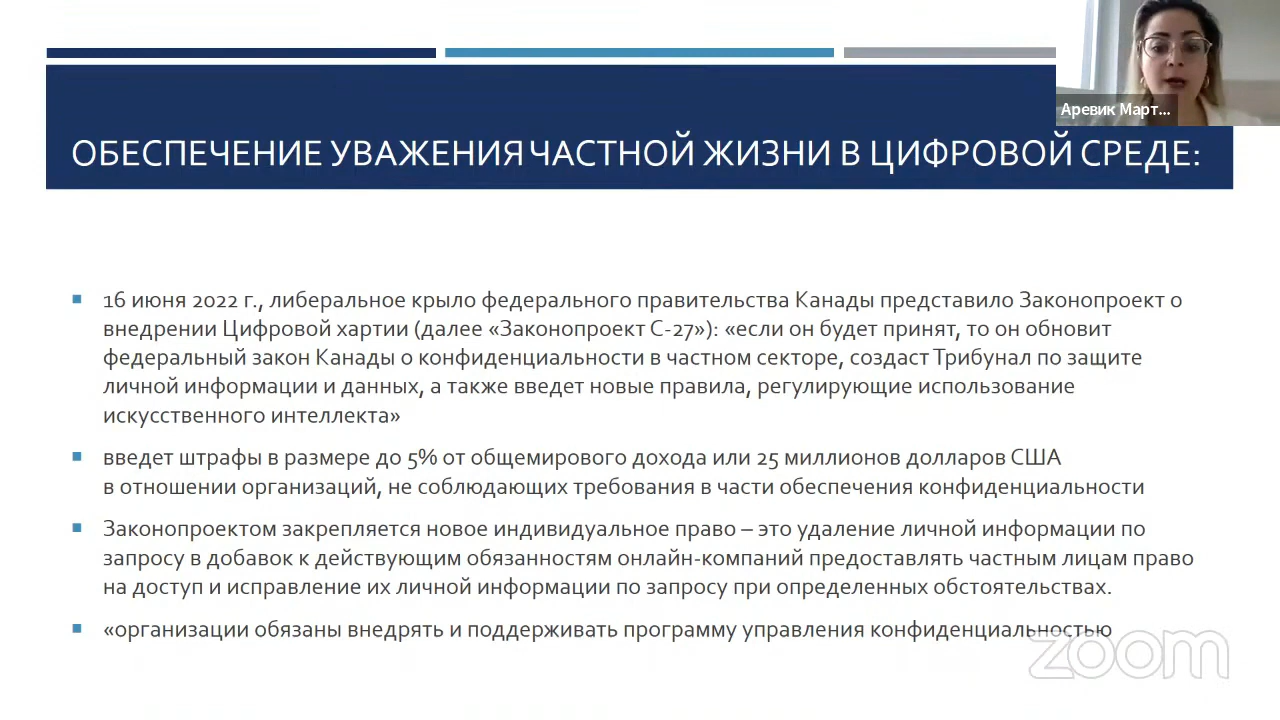 Аревик Март...
ОБЕСПЕЧЕНИЕ УВАЖЕНИЯ ЧАСТНОЙ ЖИЗНИ В ЦИФРОВОЙ СРЕДЕ:
16 июня 2022 г., либеральное крыло федерального правительства Канады представило Законопроект о
внедрении Цифровой хартии (далее «Законопроект С-27»): «если он будет принят, то он обновит
федеральный закон Канады о конфиденциальности в частном секторе, создаст Трибунал по защите
личной информации и данных, а также введет новые правила, регулирующие использование
искусственного интеллекта»
введет штрафы в размере до 5% от общемирового дохода или 25 миллионов долларов США
в отношении организаций, не соблюдающих требования в части обеспечения конфиденциальности
Законопроектом закрепляется новое индивидуальное право – это удаление личной информации по
запросу в добавок к действующим обязанностям онлайн-компаний предоставлять частным лицам право
на доступ и исправление их личной информации по запросу при определенных обстоятельствах.
«организации обязаны внедрять и поддерживать программу управления конфиденциальностью
zoom